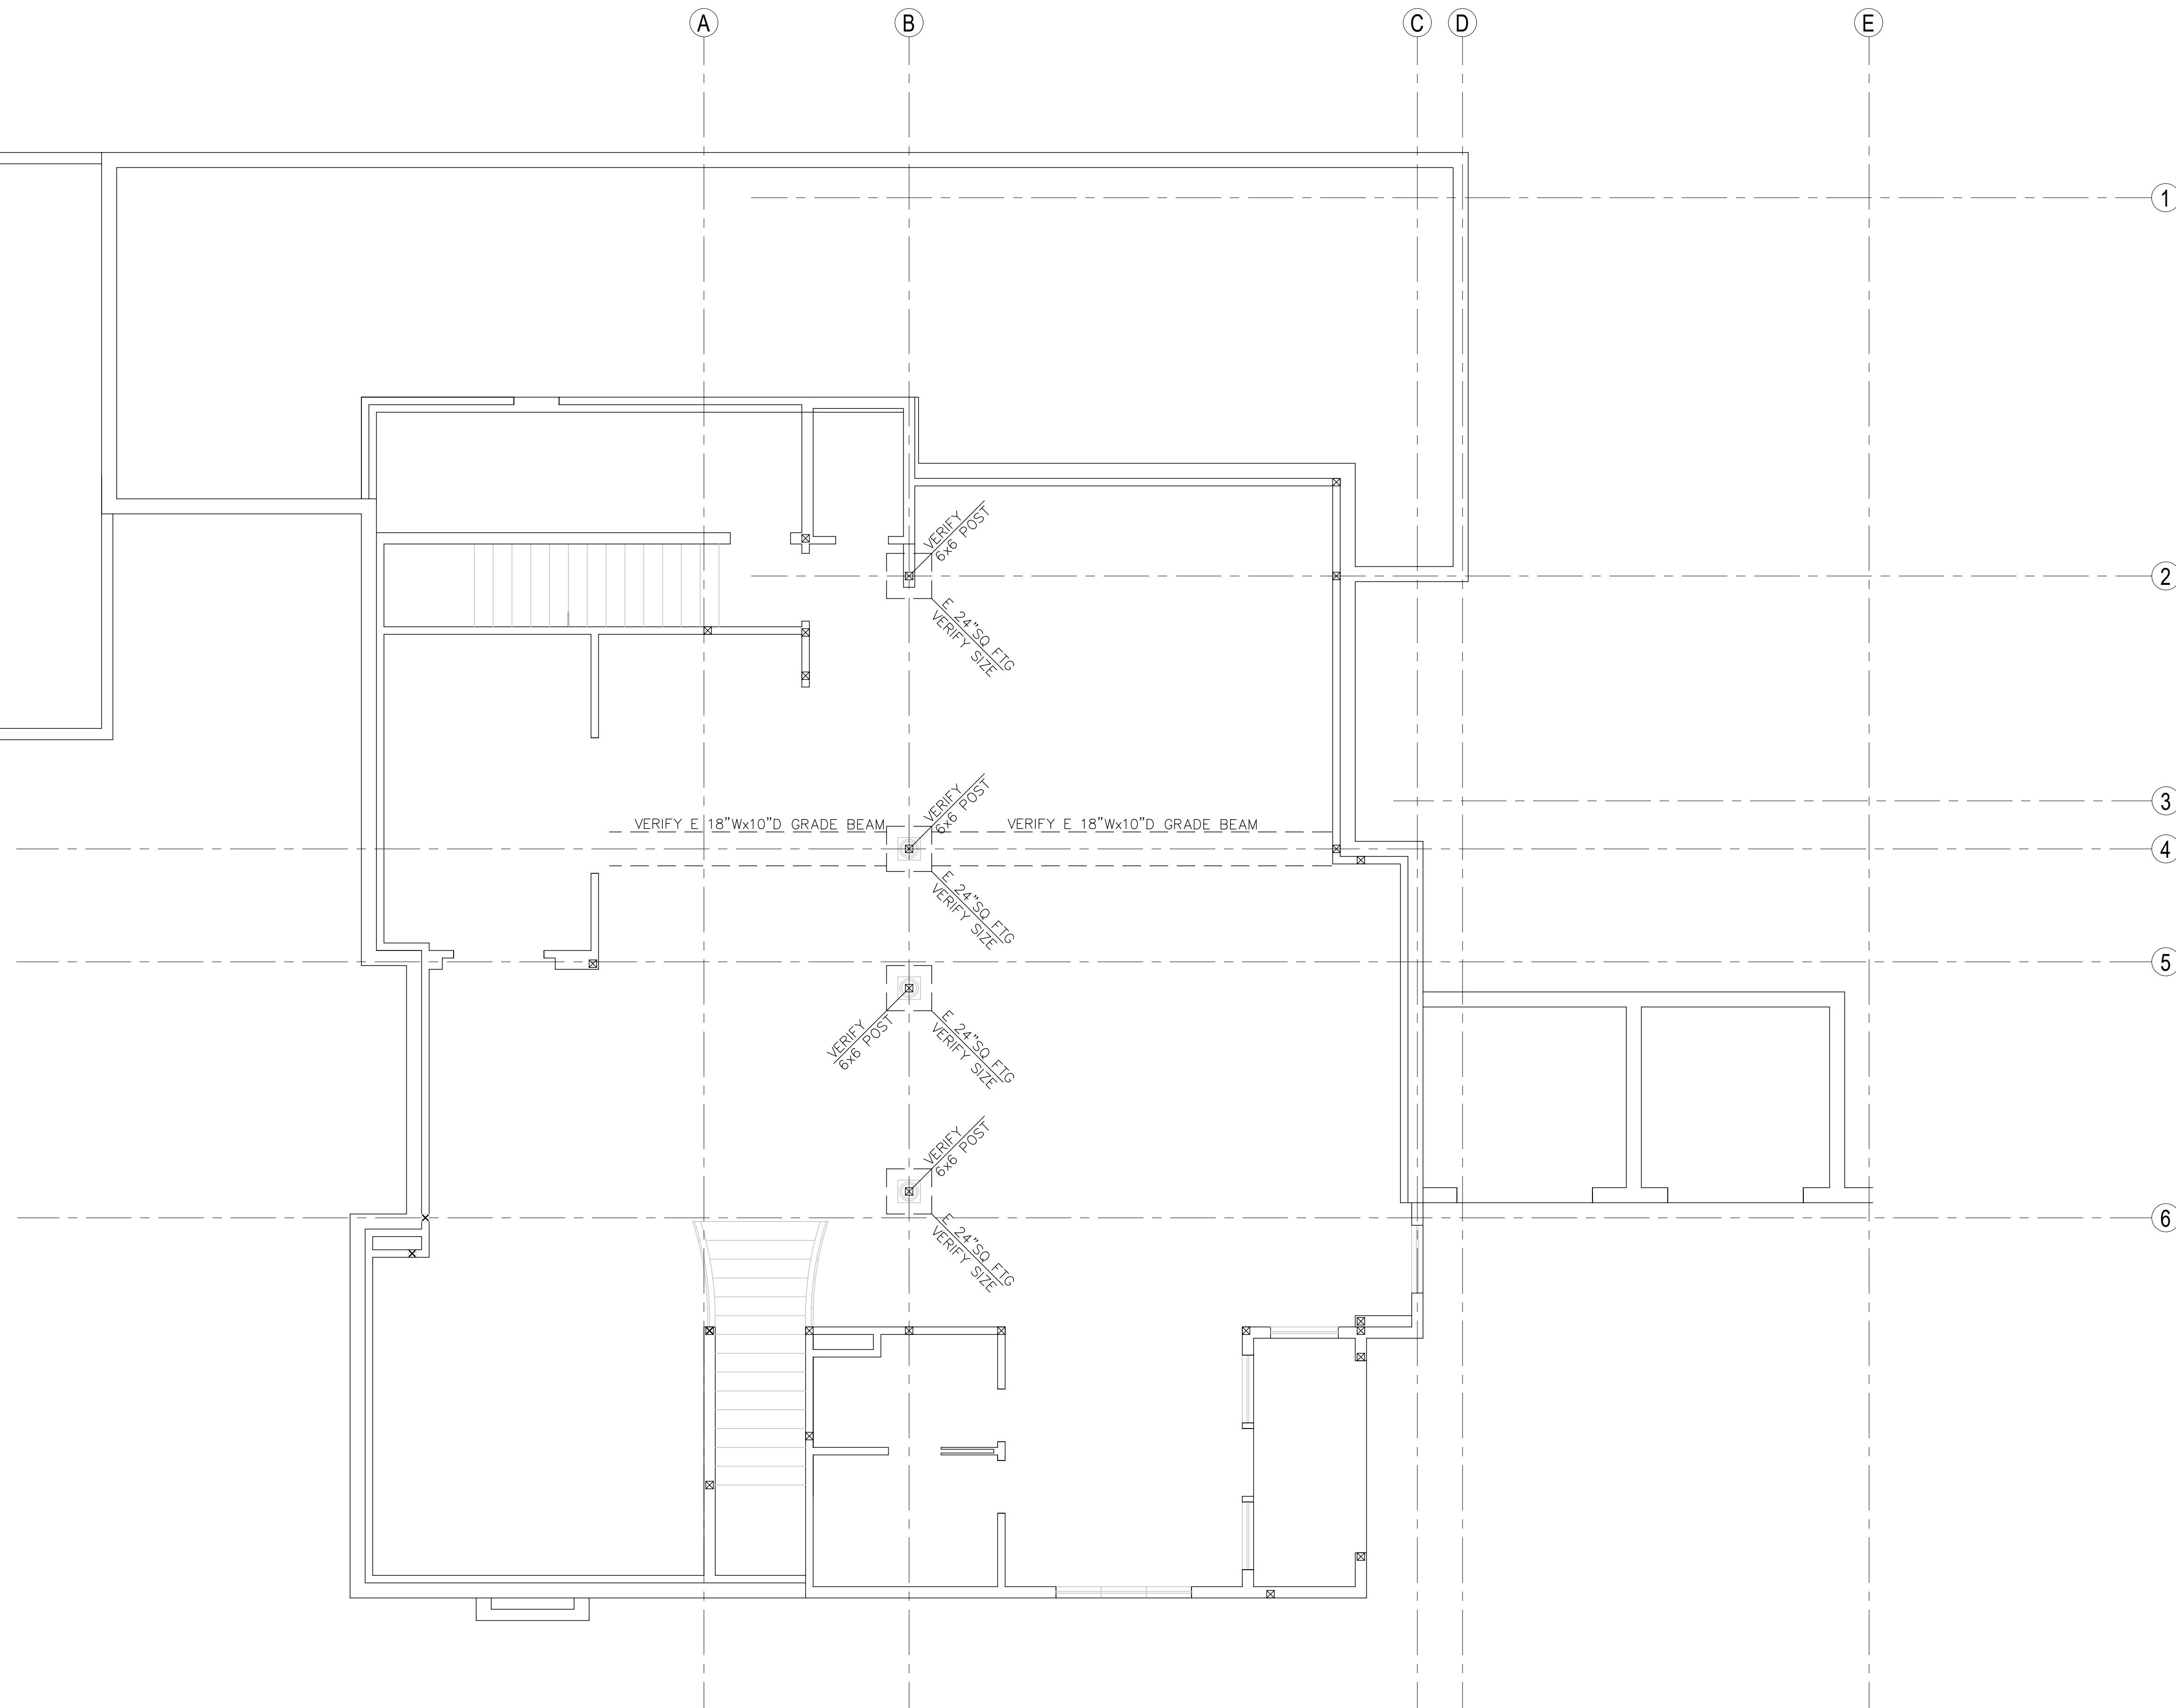 A
B
C
D
E
1
VERIFY
6x6 POST
2
E 24"SQ FTG
VERIFY SIZE
VERIFY
6x6 POST
3
VERIFY E 18"Wx10"D GRADE BEAM
VERIFY E 18"Wx10"D GRADE BEAM
4
E 24"SQ FTG
VERIFY SIZE
5
VERIFY
6x6 POST
E 24"SQ FTG
VERIFY SIZE
VERIFY
6x6 POST
6
E 24"SQ FTG
VERIFY SIZE